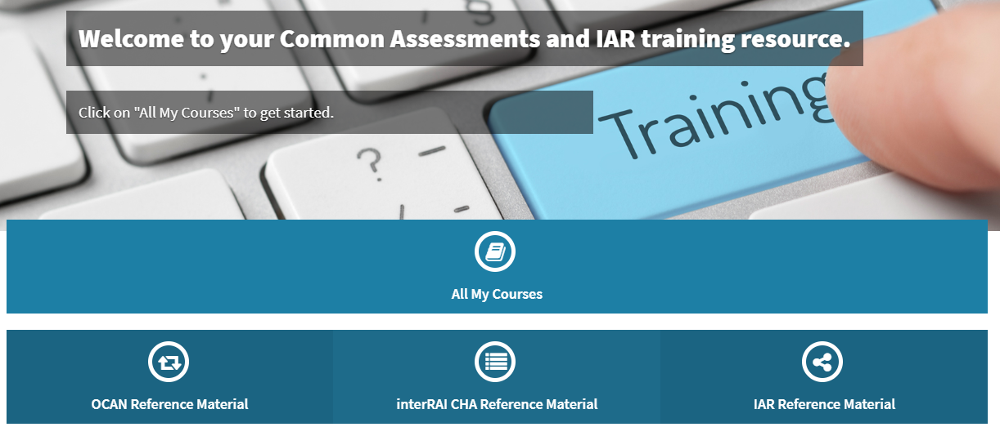 Welcome to your Common Assessments and IAR training resource.
Click on "All My Courses" to get started.
Training
?
All My Courses
OCAN Reference Material
interRAI CHA Reference Material
IAR Reference Material